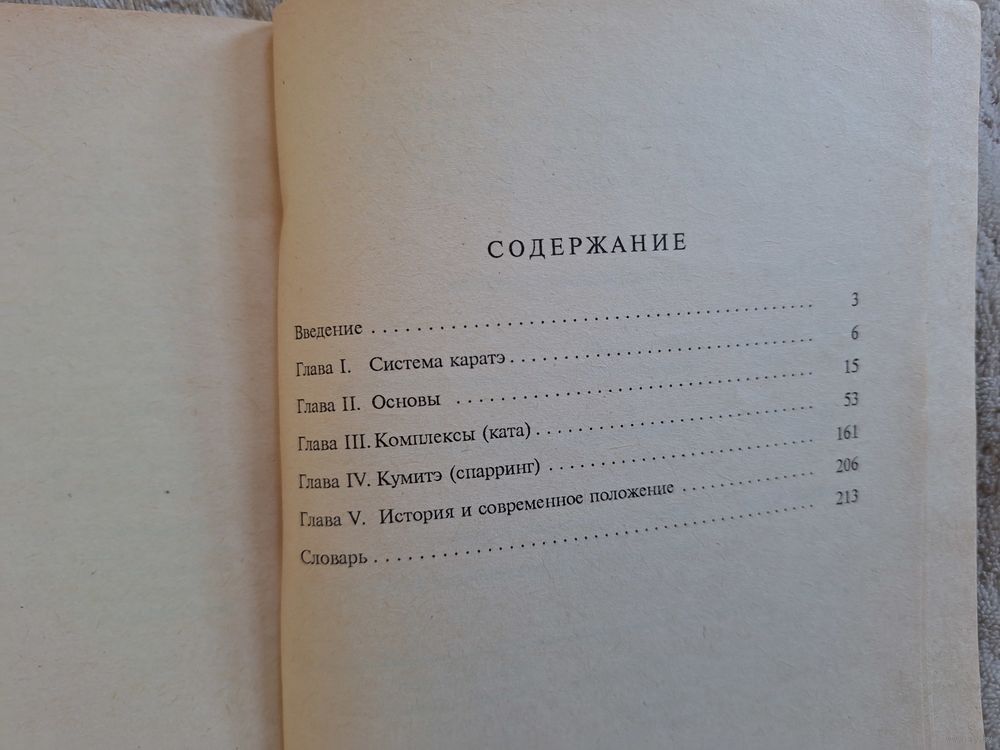 СОДЕРЖАНИЕ
Введение . . . . . . . . . . . . . . . . . . . . . . . . . . . . . . . . . . . . . . . 3
Глава I. Система каратэ . . . . . . . . . . . . . . . . . . . . . . . . . . . 6
Глава II. Основы . . . . . . . . . . . . . . . . . . . . . . . . . . . . . . . . 15
Глава III. Комплексы (ката) . . . . . . . . . . . . . . . . . . . . . . . . 53
Глава IV. Кумитэ (спарринг) . . . . . . . . . . . . . . . . . . . . . . . 161
Глава V. История и современное положение . . . . . . . . . . . . 206
Словарь . . . . . . . . . . . . . . . . . . . . . . . . . . . . . . . . . . . . . . . 213